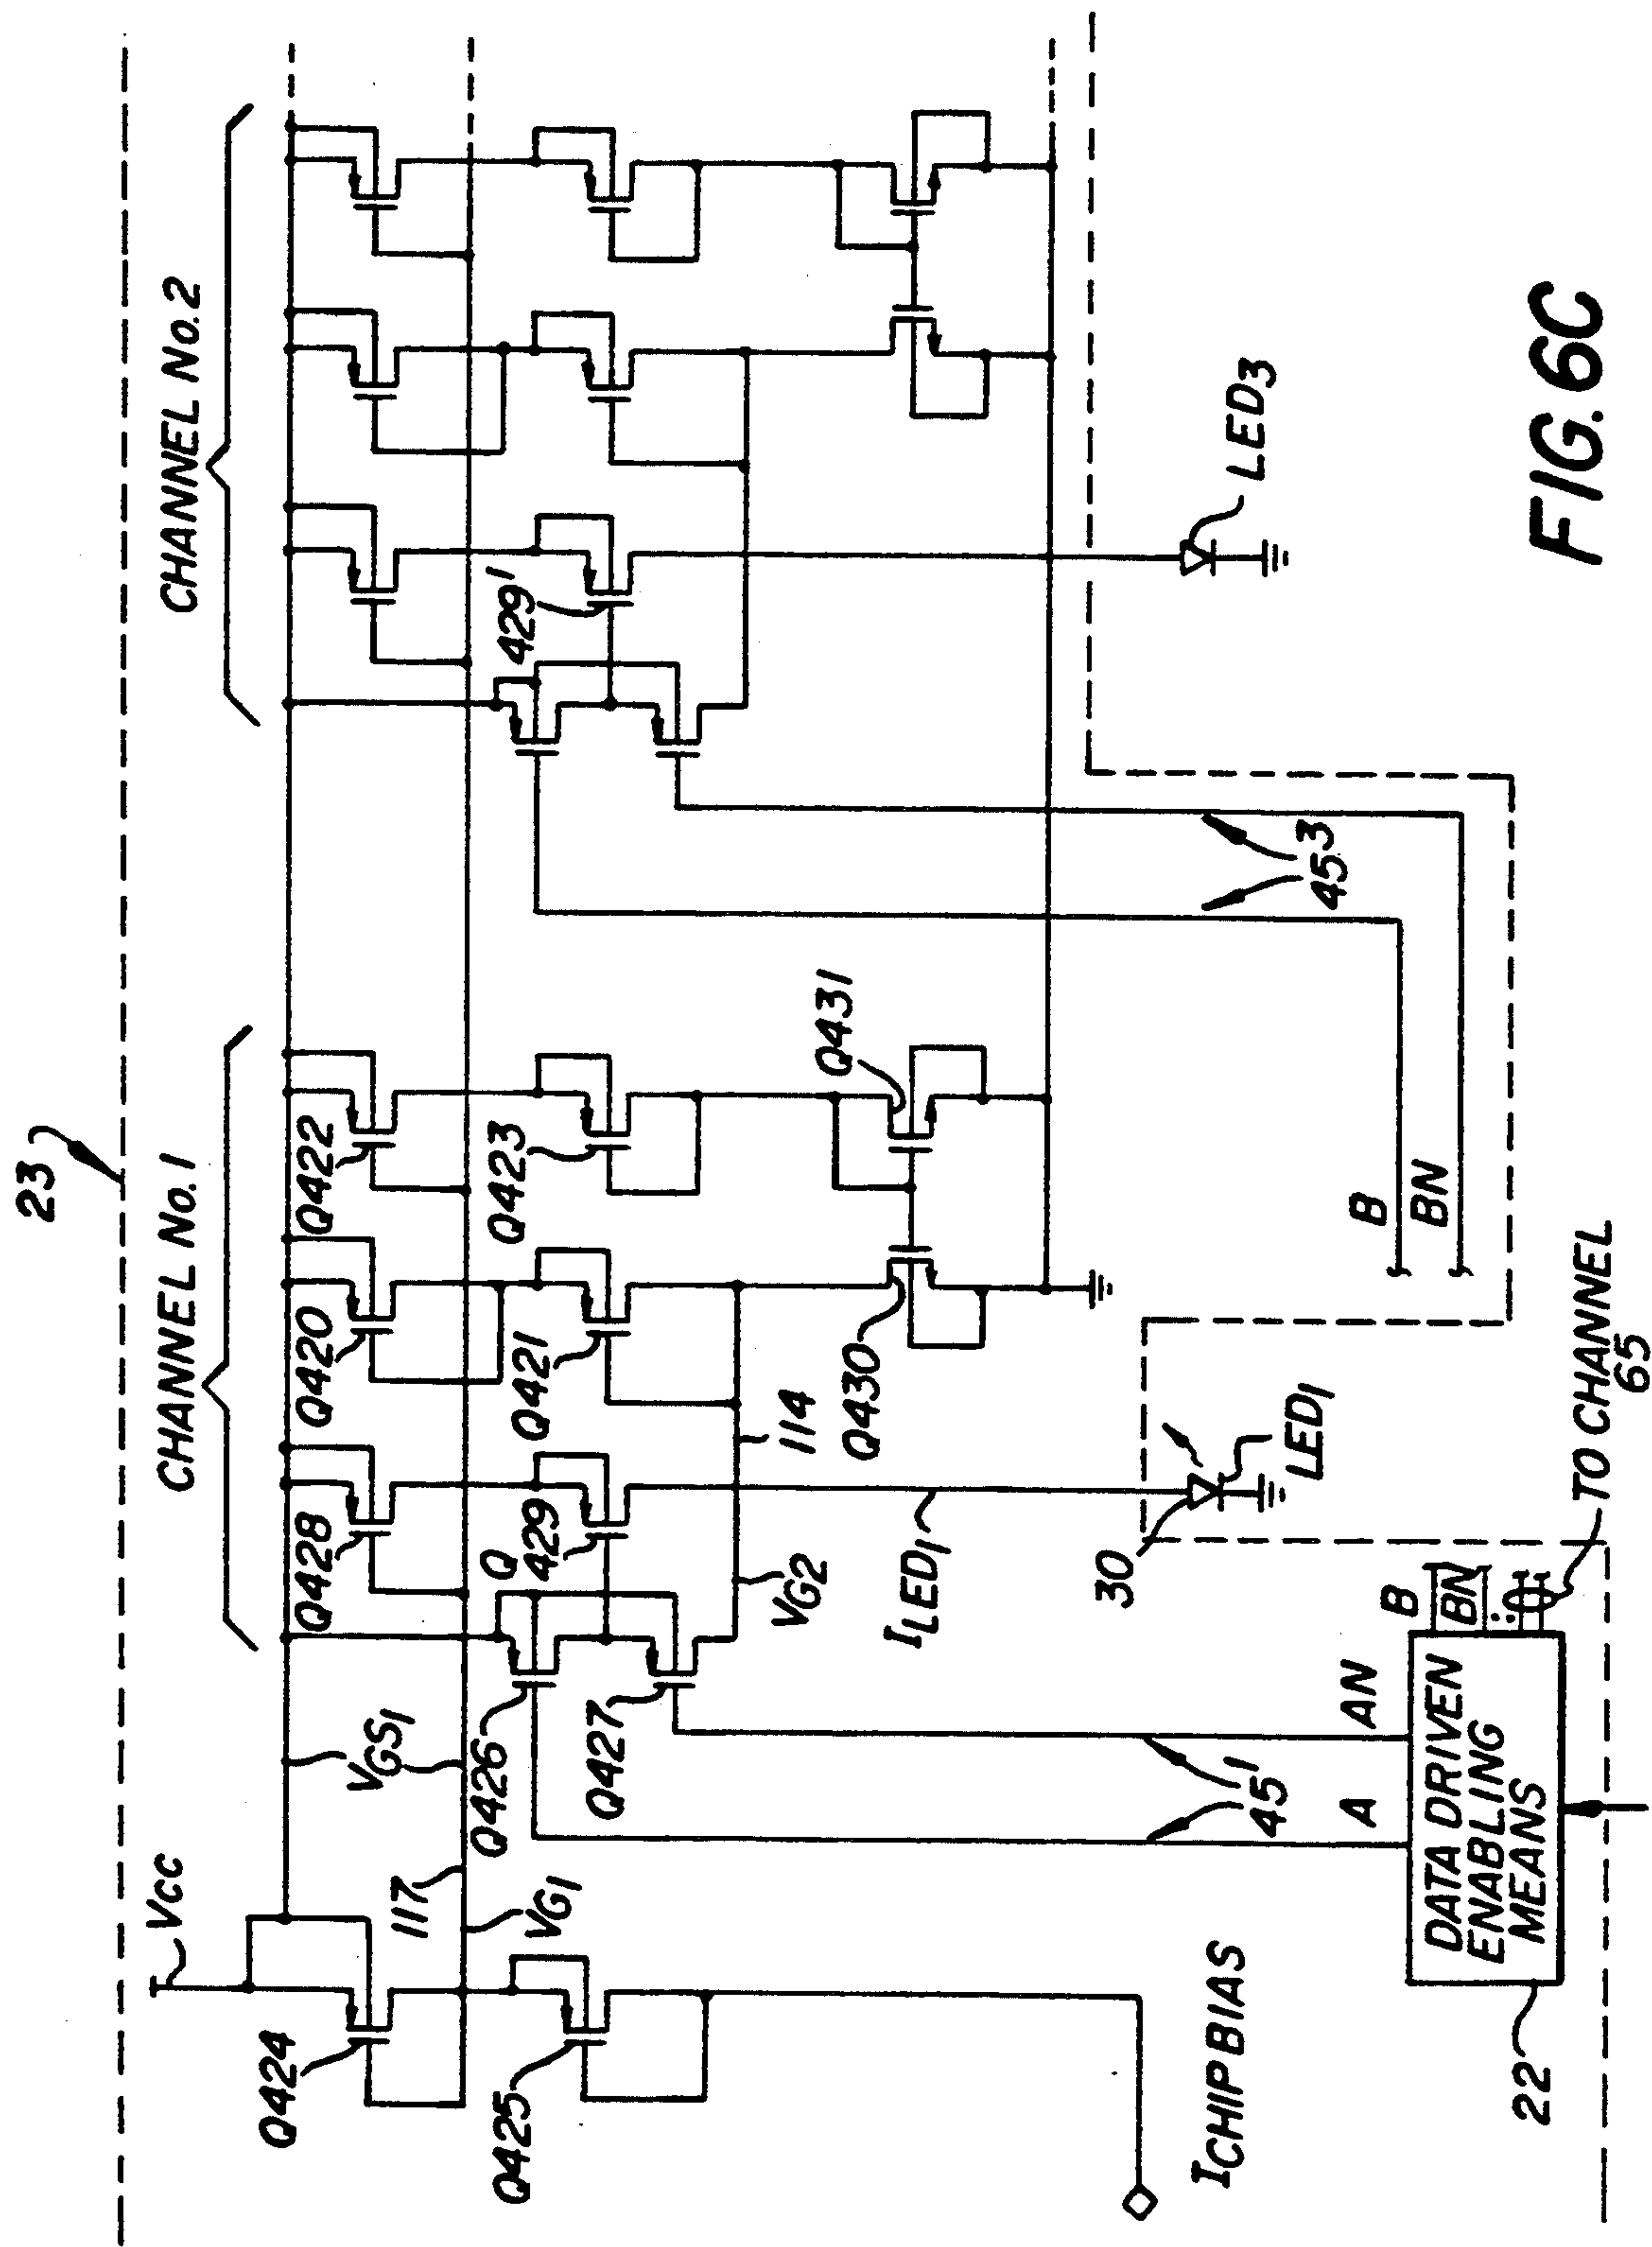 23
CHANNEL No. 1
CHANNEL No. 2
Vcc
Q424
117
VGS1
VG1
Q425
ICHIPBIAS
Q428
Q420
Q422
Q426
Q
429
Q421
Q423
Q427
VG2
114
Q430
Q431
ILED1
30
LED1
429'
LED3
45'
A
AN
45³
B
BN
DATA DRIVEN
ENABLING
MEANS
22
B
BN
TO CHANNEL
65
FIG. 6C